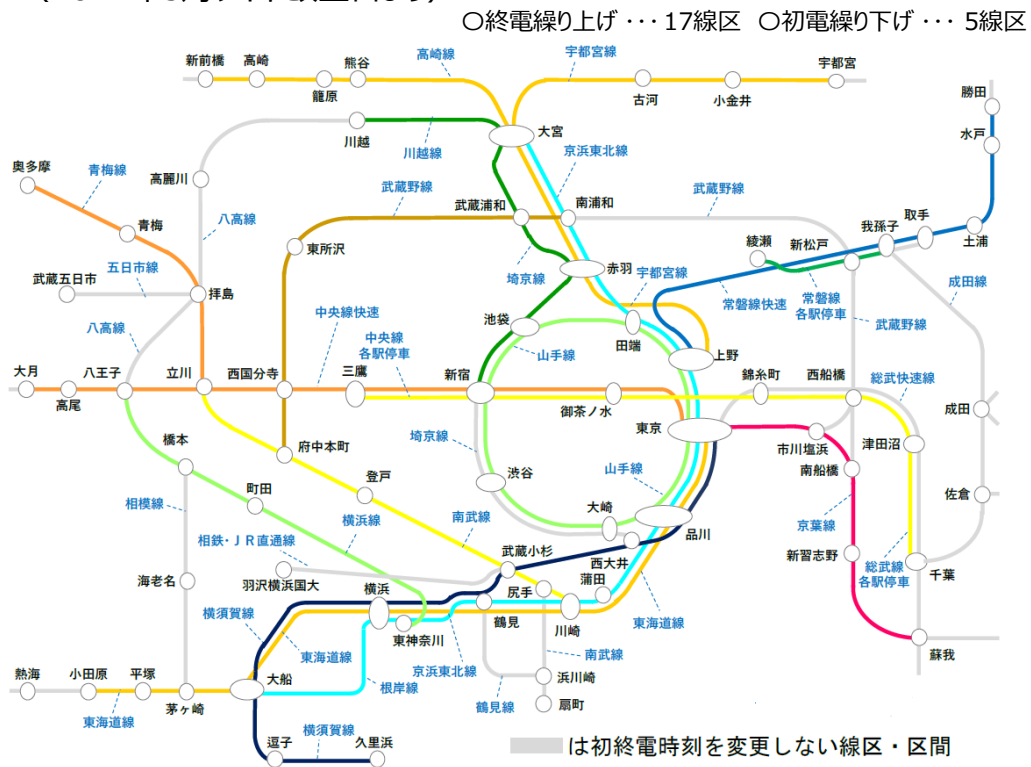 〇終電繰り上げ ･･･ 17線区 〇初電繰り下げ ･･･ 5線区
新前橋
高崎
熊谷
籠原
高崎線
宇都宮線
宇都宮
古河
小金井
勝田
水戸
大宮
川越
川越線
京浜東北線
奥多摩
青梅線
高麗川
武蔵野線
武蔵浦和
南浦和
武蔵野線
八高線
青梅
東所沢
綾瀬
新松戸
我孫子
取手
土浦
武蔵五日市
五日市線
拝島
埼京線
赤羽
宇都宮線
常磐線快速
常磐線
各駅停車
武蔵野線
成田線
八高線
中央線快速
中央線
各駅停車
池袋
山手線
田端
上野
大月
高尾
八王子
立川
西国分寺
三鷹
新宿
御茶ノ水
錦糸町
西船橋
総武快速線
東京
成田
橋本
府中本町
埼京線
市川塩浜
津田沼
南船橋
町田
登戸
渋谷
山手線
佐倉
相模線
横浜線
南武線
大崎
品川
京葉線
相鉄・ＪＲ直通線
武蔵小杉
西大井
新習志野
総武線
各駅停車
千葉
海老名
羽沢横浜国大
尻手
蒲田
横須賀線
横浜
鶴見
川崎
東海道線
東海道線
東神奈川
京浜東北線
南武線
蘇我
熱海
小田原
平塚
大船
根岸線
浜川崎
東海道線
茅ヶ崎
鶴見線
扇町
逗子
横須賀線
久里浜
は初終電時刻を変更しない線区・区間